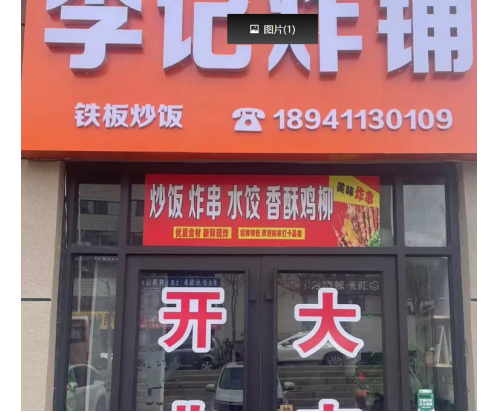 李记炸铺
图片(1)
铁板炒饭 ☎18941130109
炒饭 炸串 水饺 香酥鸡柳
美味炸串
优质食材 新鲜现炸
开 大